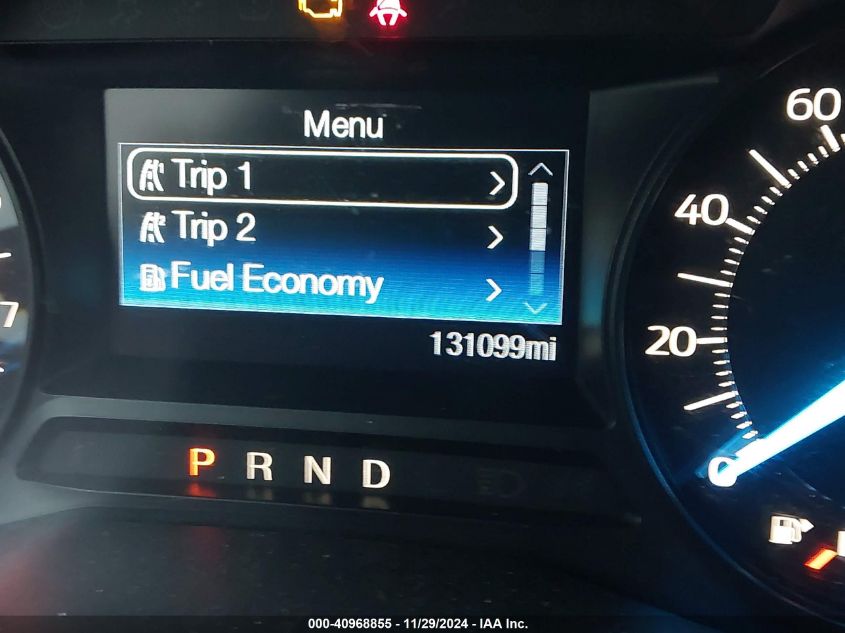 Menu
Trip 1
Trip 2
Fuel Economy
131099mi
60
40
20
0
7
P R N D
000-40968855 - 11/29/2024 - IAA Inc.